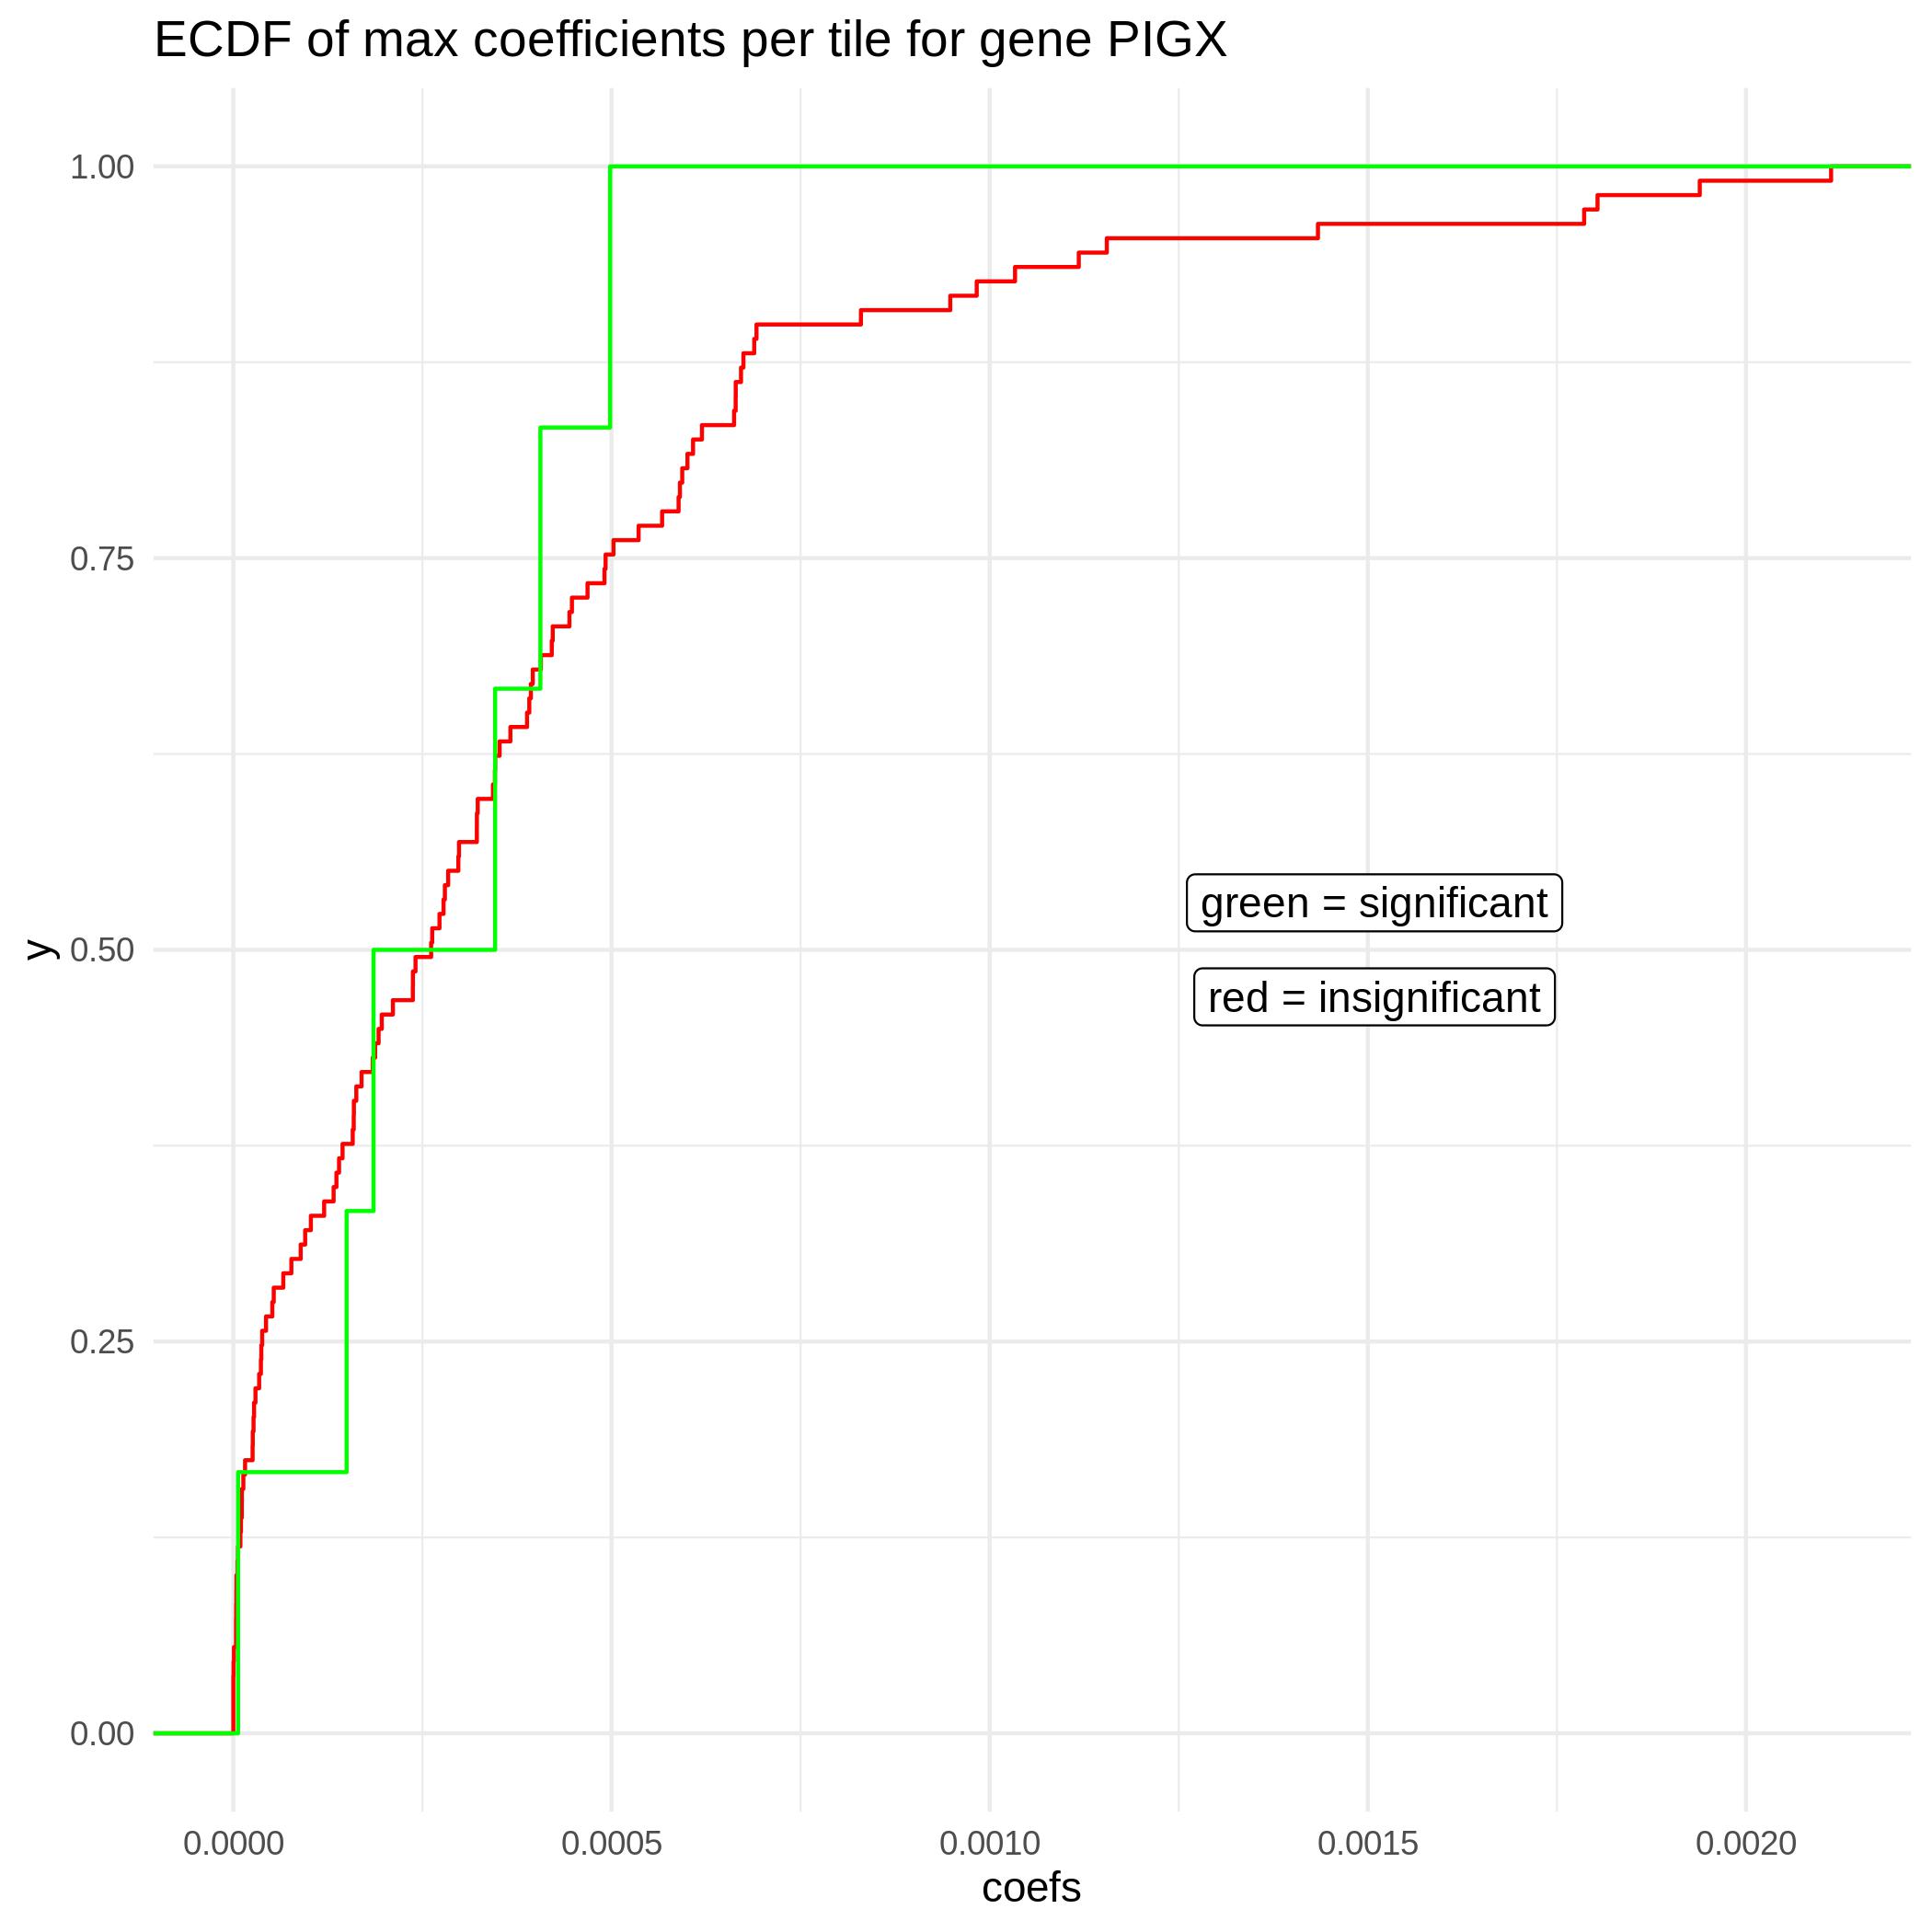 ECDF of max coefficients per tile for gene PIGX
1.00
0.75
0.50
0.25
0.00
y
green = significant
red = insignificant
0.0000 0.0005 0.0010 0.0015 0.0020
coefs